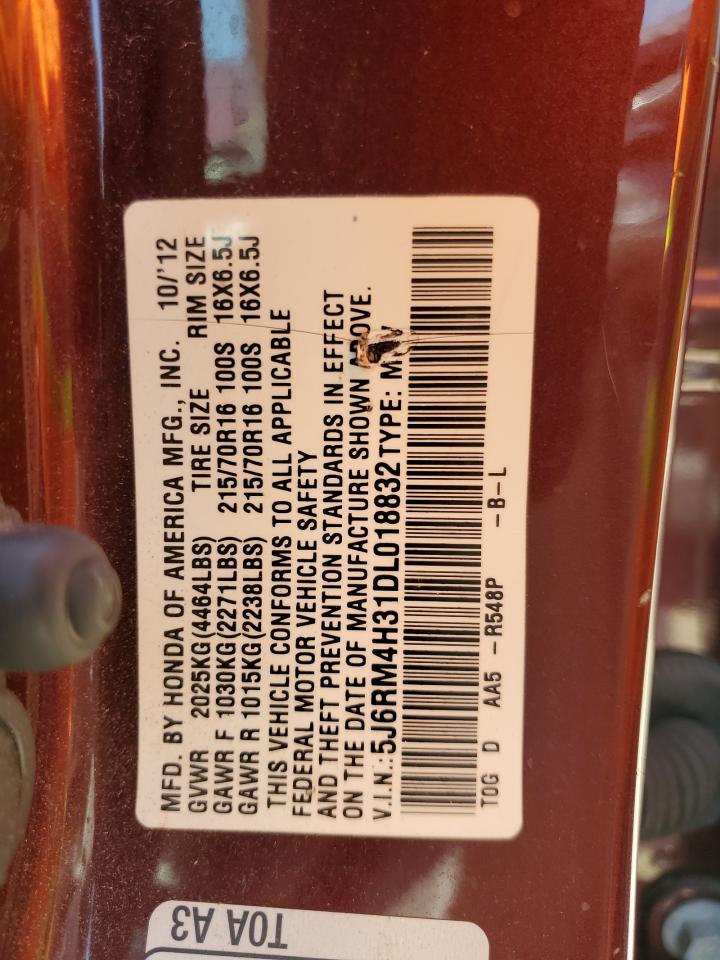 MFD. BY HONDA OF AMERICA MFG., INC. 10/'12
GVWR 2025KG(4464LBS) TIRE SIZE RIM SIZE
GAWR F 1030KG(2271LBS) 215/70R16 100S 16X6.5J
GAWR R 1015KG(2238LBS) 215/70R16 100S 16X6.5J
THIS VEHICLE CONFORMS TO ALL APPLICABLE
FEDERAL MOTOR VEHICLE SAFETY
AND THEFT PREVENTION STANDARDS IN EFFECT
ON THE DATE OF MANUFACTURE SHOWN ABOVE.
V.I.N.:5J6RM4H31DL018832 TYPE:
TOG D AA5 -R548P -B-L
TOA A3